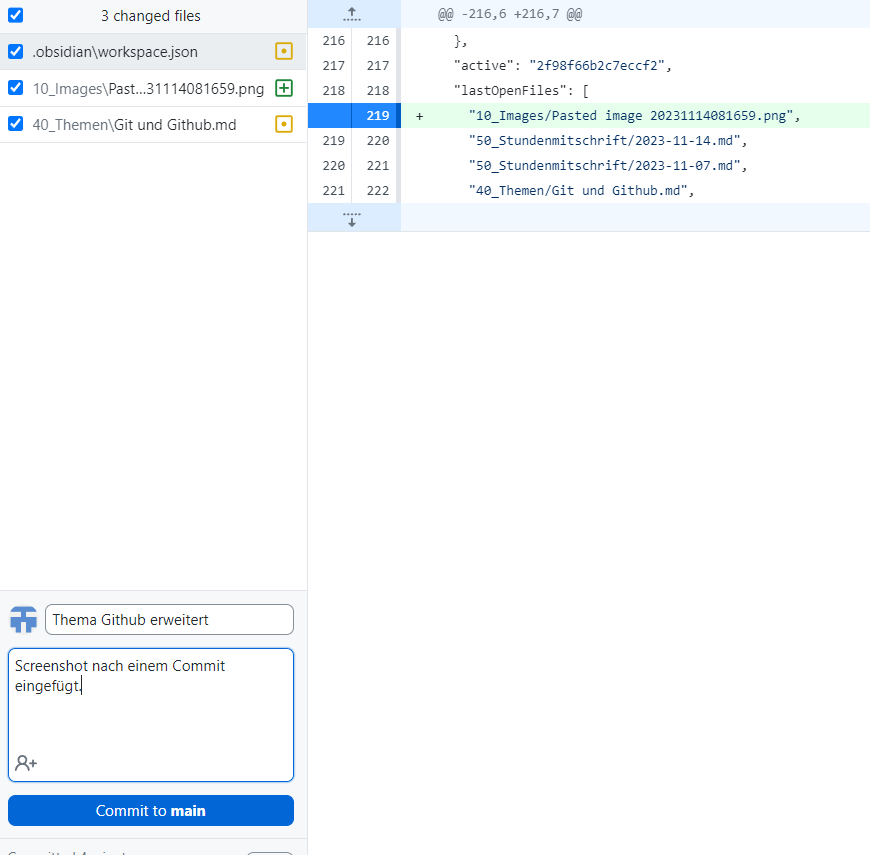 3 changed files
.obsidian\workspace.json
10_Images\Past...31114081659.png
40_Themen\Git und Github.md
@@ -216,6 +216,7 @@
216 216 },
217 217 "active": "2f98f66b2c7eccf2",
218 218 "lastOpenFiles": [
219 + "10_Images/Pasted image 20231114081659.png",
219 220 "50_Stundenmitschrift/2023-11-14.md",
220 221 "50_Stundenmitschrift/2023-11-07.md",
221 222 "40_Themen/Git und Github.md",
Thema Github erweitert
Screenshot nach einem Commit
eingefügt.
Commit to main